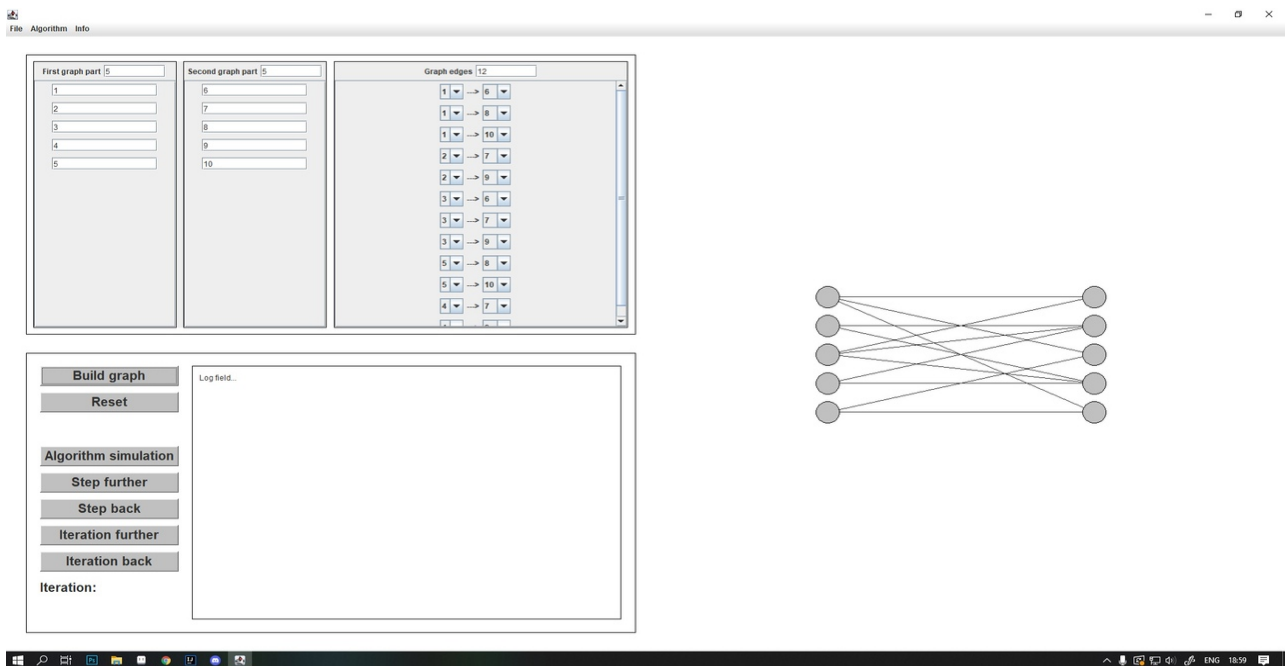 File Algorithm Info
First graph part 5
1
2
3
4
5
Second graph part 5
6
7
8
9
10
Graph edges 12
1 --> 6
1 --> 8
1 --> 10
2 --> 7
2 --> 9
3 --> 6
3 --> 7
3 --> 9
5 --> 8
5 --> 10
4 --> 7
Build graph
Reset
Algorithm simulation
Step further
Step back
Iteration further
Iteration back
Iteration:
Log field...
ENG 18:59